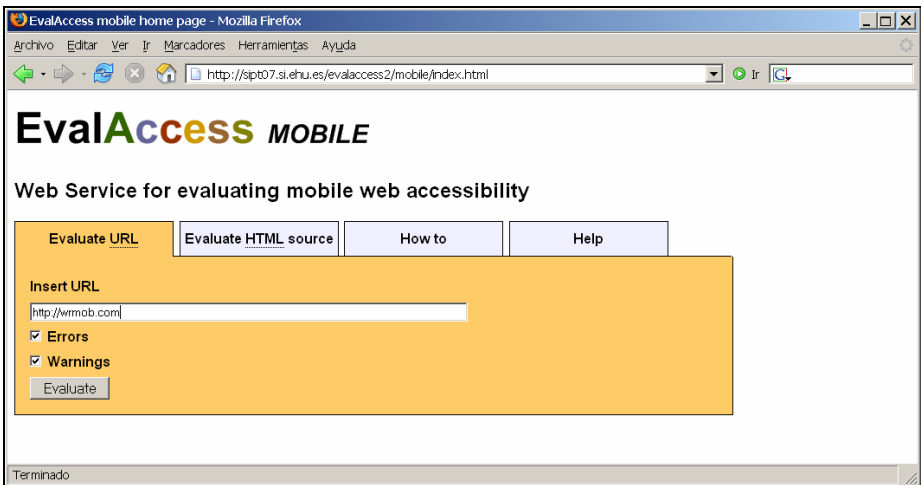 EvalAccess mobile home page - Mozilla Firefox
Archivo Editar Ver Ir Marcadores Herramientas Ayuda
http://sipt07.si.ehu.es/evalaccess2/mobile/index.html Ir
EvalAccess MOBILE
Web Service for evaluating mobile web accessibility
Evaluate URL Evaluate HTML source How to Help
Insert URL
http://wrmob.com
Errors
Warnings
Evaluate
Terminado